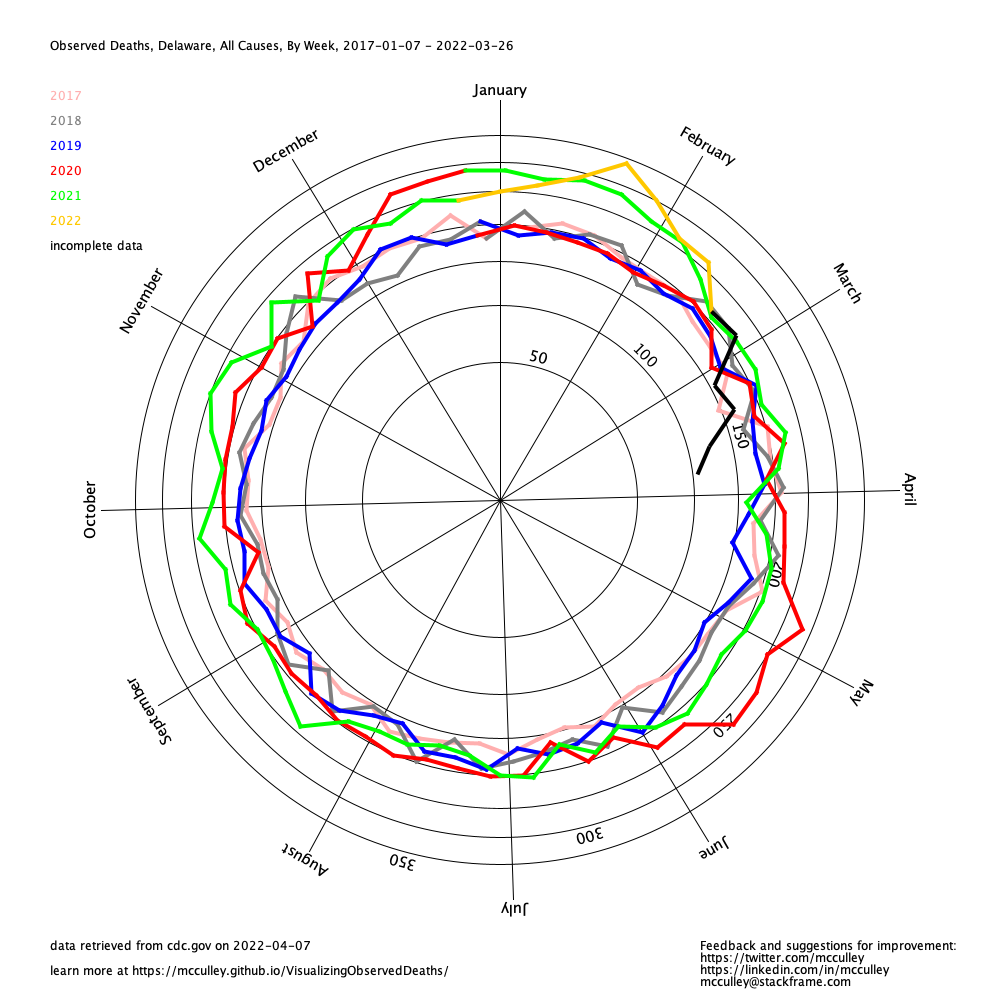 Observed Deaths, Delaware, All Causes, By Week, 2017-01-07 - 2022-03-26
January
2017
2018
2019
2020
2021
2022
incomplete data
December
February
November
March
50
100
150
October
April
200
September
May
250
300
350
August
June
July
data retrieved from cdc.gov on 2022-04-07
learn more at https://mcculley.github.io/VisualizingObservedDeaths/
Feedback and suggestions for improvement:
https://twitter.com/mcculley
https://linkedin.com/in/mcculley
mcculley@stackframe.com